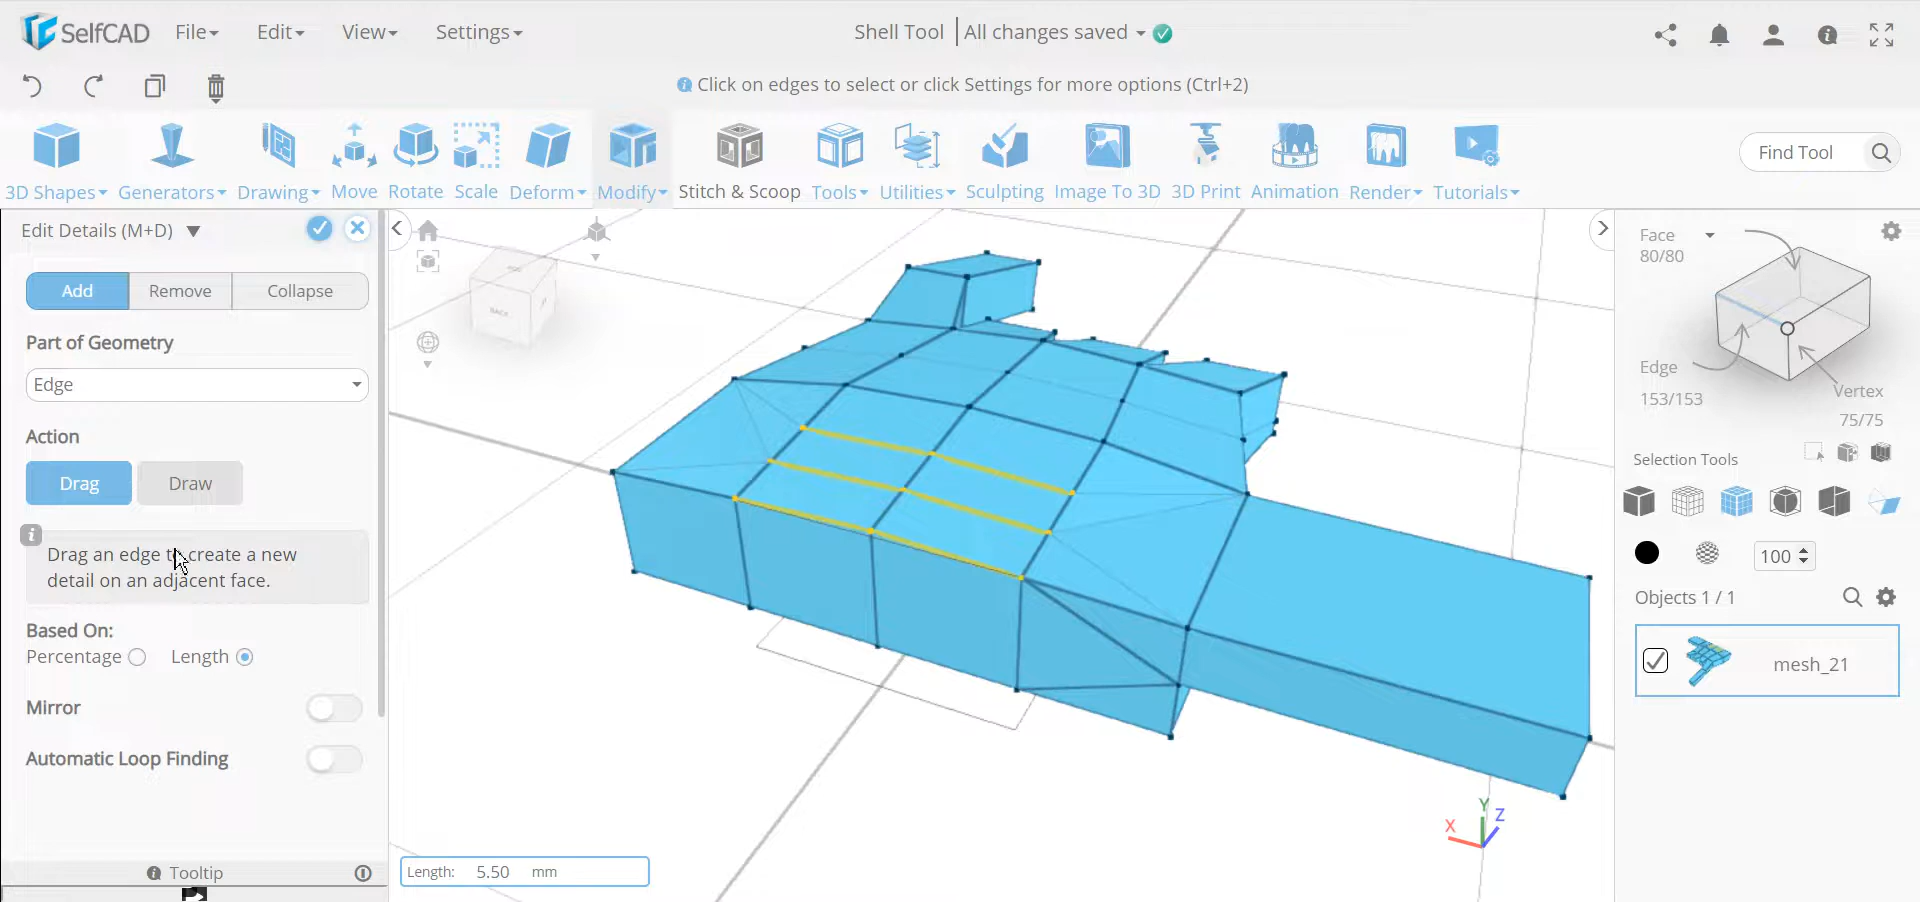 SelfCAD File Edit View Settings Shell Tool All changes saved
Click on edges to select or click Settings for more options (Ctrl+2)
3D Shapes Generators Drawing Move Rotate Scale Deform Modify Stitch & Scoop Tools Utilities Sculpting Image To 3D 3D Print Animation Render Tutorials Find Tool
Edit Details (M+D)
Add Remove Collapse
Part of Geometry
Edge
Action
Drag Draw
Drag an edge to create a new
detail on an adjacent face.
Based On:
Percentage Length
Mirror
Automatic Loop Finding
Tooltip
BACK
Length: 5.50 mm
X Y Z
Face
80/80
Edge
153/153
Vertex
75/75
Selection Tools
100
Objects 1 / 1
mesh_21